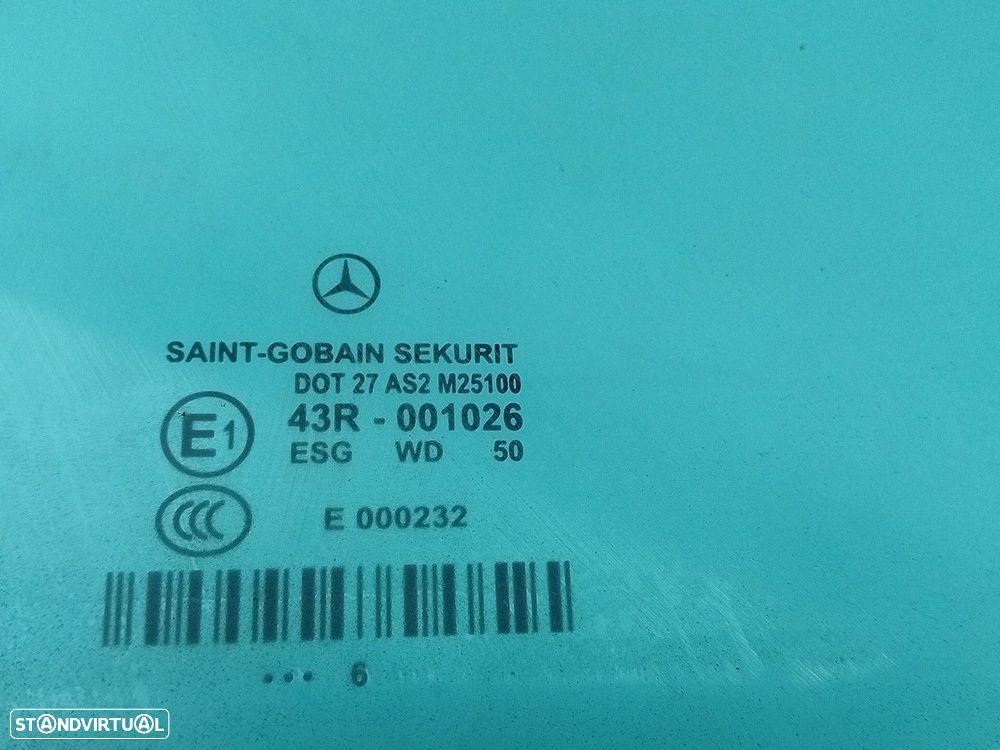 SAINT-GOBAIN SEKURIT
DOT 27 AS2 M25100
E1 43R - 001026
ESG WD 50
CCC E 000232
... 6
STANDVIRTUAL